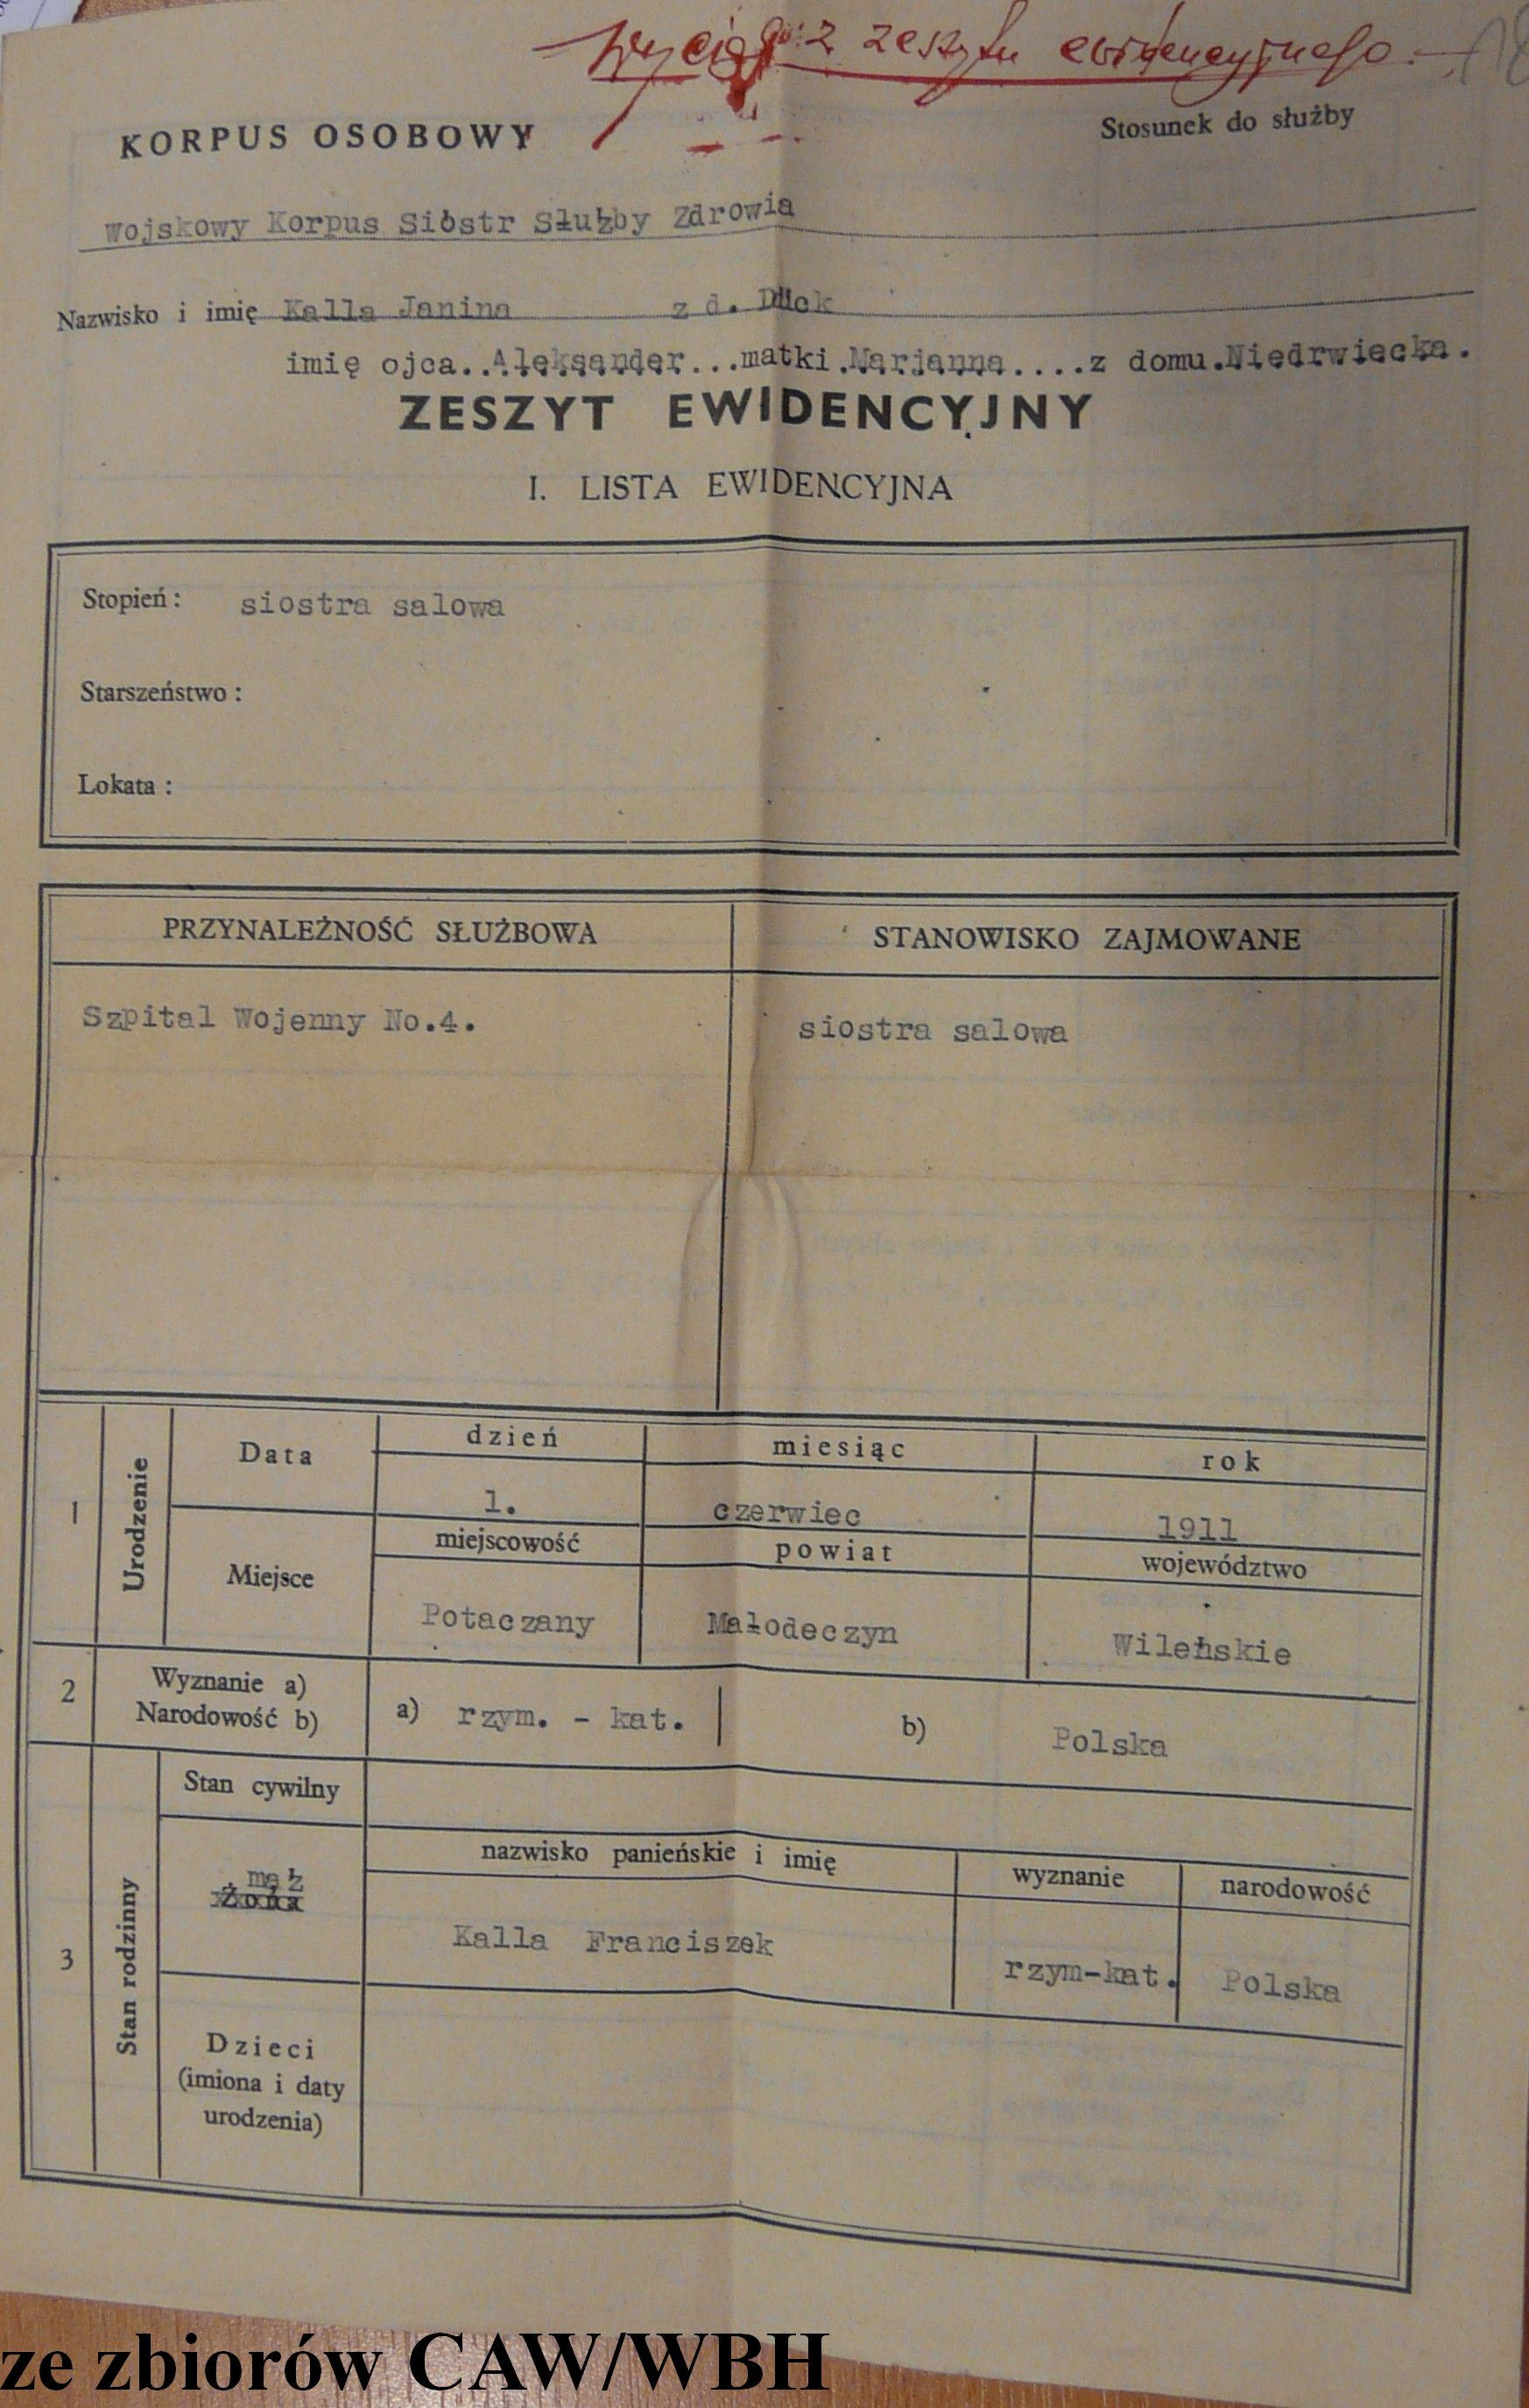 Wyciąg z zeszytu ewidencyjnego. 18
KORPUS OSOBOWY
Stosunek do służby
Wojskowy Korpus Sióstr Służby Zdrowia
Nazwisko i imię Kalla Janina z d. Dück
imię ojca..Aleksander...matki.Marjanna....z domu.Niedrwiecka.
ZESZYT EWIDENCYJNY
I. LISTA EWIDENCYJNA
Stopień: siostra salowa
Starszeństwo:
Lokata:
PRZYNALEŻNOŚĆ SŁUŻBOWA STANOWISKO ZAJMOWANE
Szpital Wojenny No.4. siostra salowa
1 Urodzenie Data dzień miesiąc rok
1. czerwiec 1911
Miejsce miejscowość powiat województwo
Potaczany Małodeczyn Wileńskie
2 Wyznanie a) a) rzym. - kat. b) Polska
Narodowość b)
3 Stan rodzinny Stan cywilny
nazwisko panieńskie i imię wyznanie narodowość
mąż
Żona
Kalla Franciszek rzym-kat. Polska
Dzieci
(imiona i daty
urodzenia)
ze zbiorów CAW/WBH